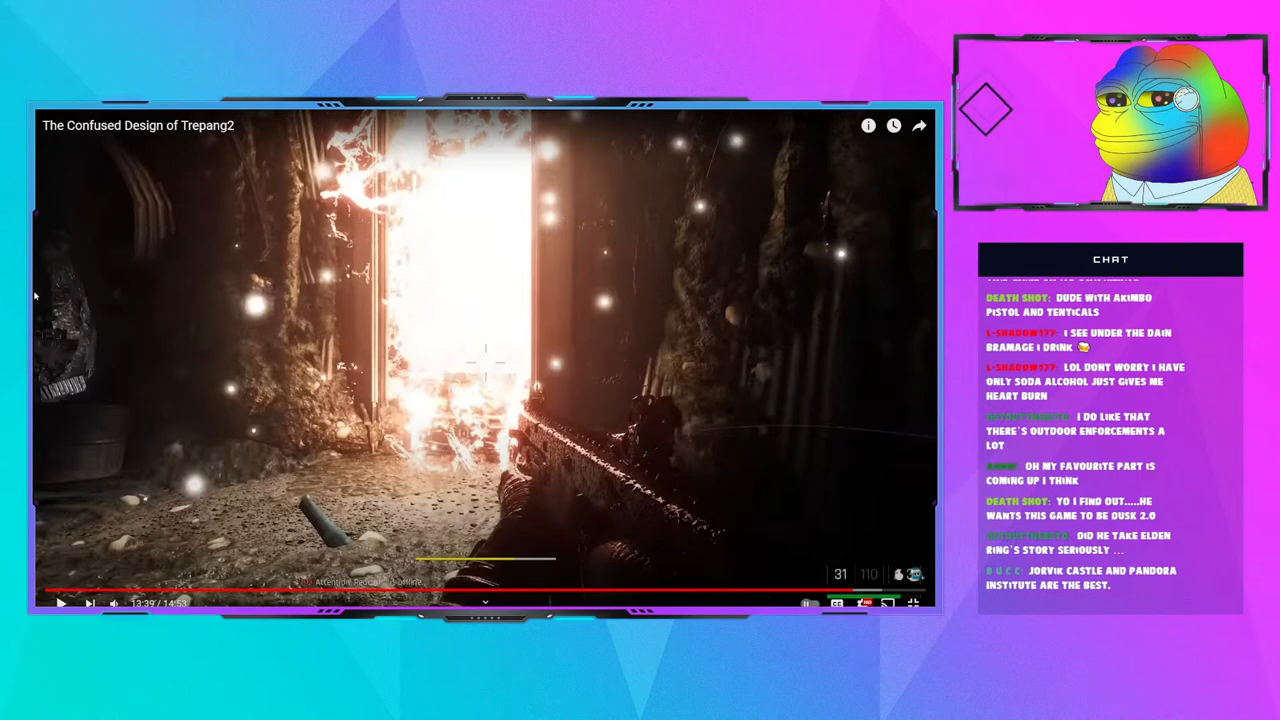 The Confused Design of Trepang2
31 110
13:39 / 14:53
CC
HD
CHAT
DEATH SHOT: DUDE WITH AKIMBO
PISTOL AND TENTICALS
L-SHADOW177: I SEE UNDER THE DAIN
BRAMAGE I DRINK 🍺
L-SHADOW177: LOL DONT WORRY I HAVE
ONLY SODA ALCOHOL JUST GIVES ME
HEART BURN
I DO LIKE THAT
THERE'S OUTDOOR ENFORCEMENTS A
LOT
OH MY FAVOURITE PART IS
COMING UP I THINK
DEATH SHOT: YO I FIND OUT.....HE
WANTS THIS GAME TO BE DUSK 2.0
DID HE TAKE ELDEN
RING'S STORY SERIOUSLY ...
B U C C: JORVIK CASTLE AND PANDORA
INSTITUTE ARE THE BEST.